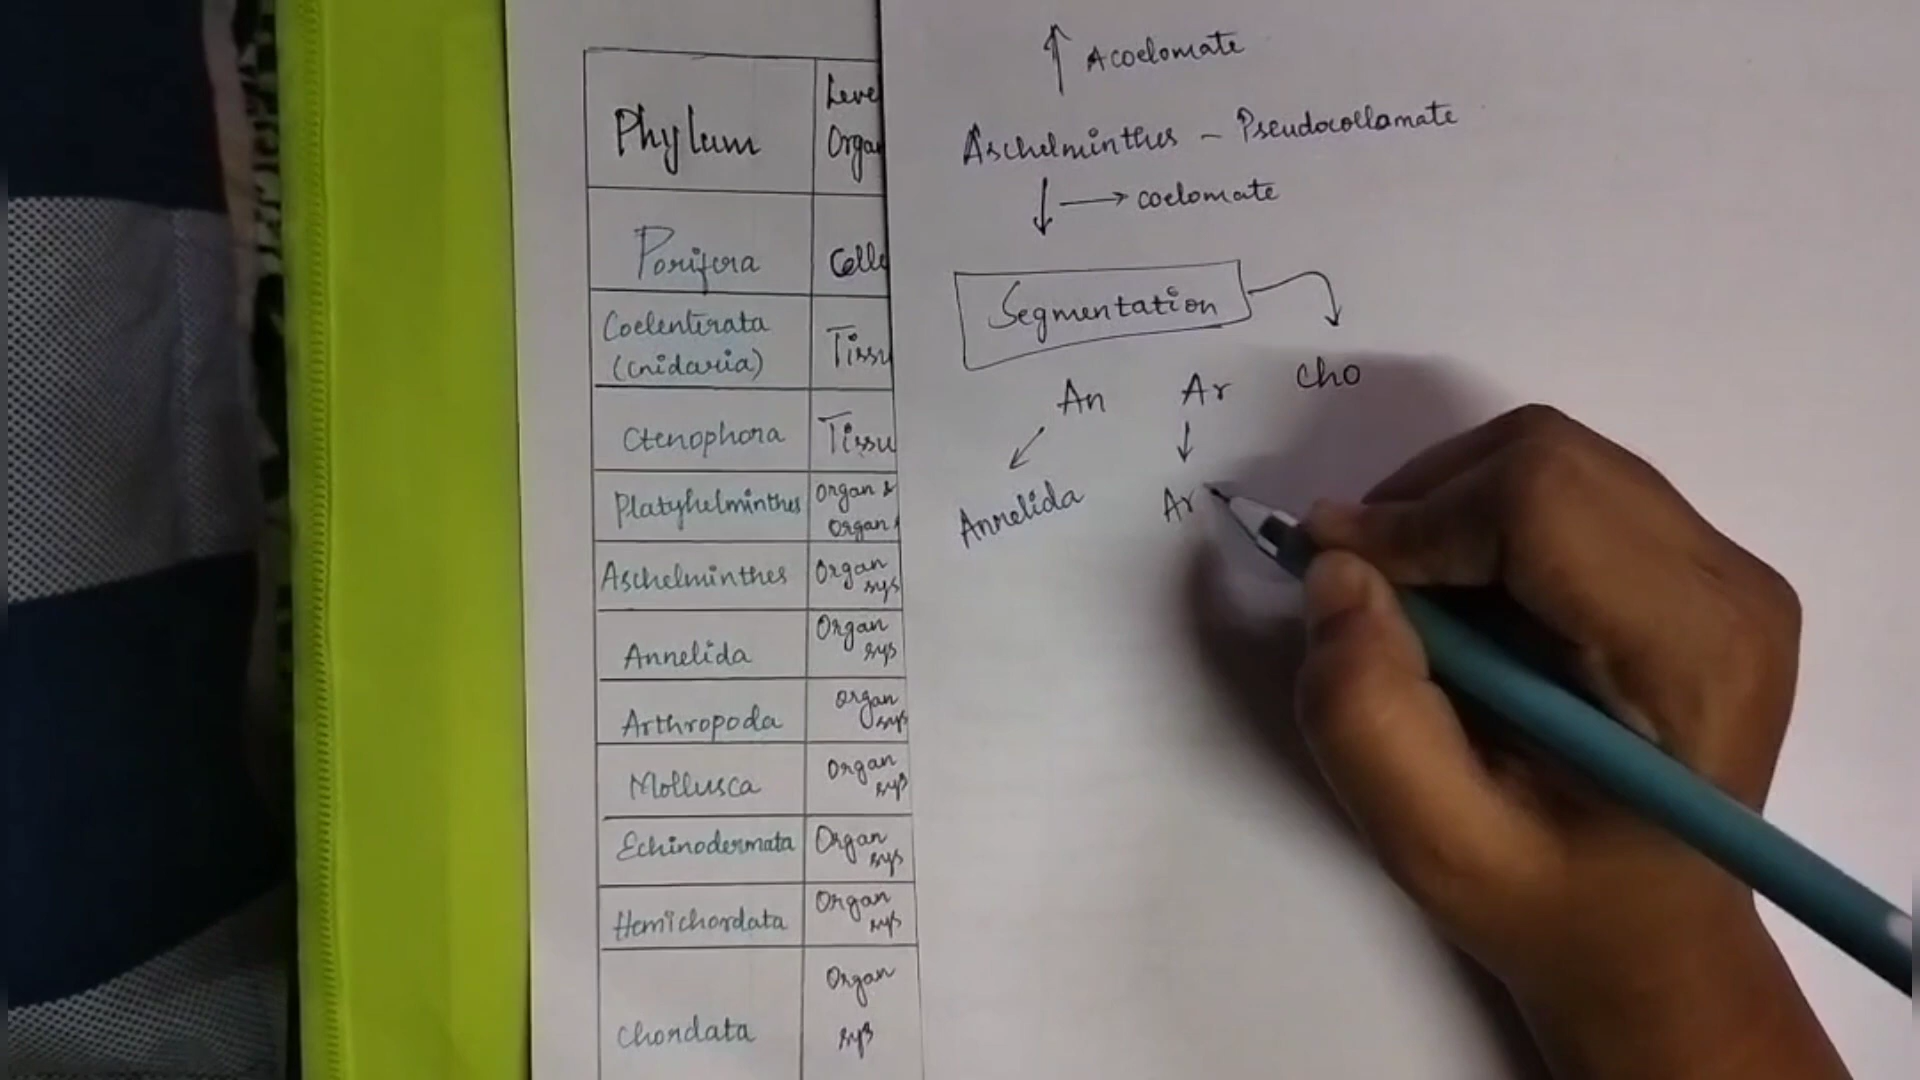 Phylum
Leve
Orga
Porifera
Cellu
Coelenterata
(cnidaria)
Tissu
Ctenophora
Tissu
Platyhelminthes
Organ &
Organ
Aschelminthes
Organ
sys
Annelida
Organ
sys
Arthropoda
Organ
sys
Mollusca
Organ
sys
Echinodermata
Organ
sys
Hemichordata
Organ
sys
Chordata
Organ
sys
↑ Acoelomate
Aschelminthes - Pseudocoelamate
↓ → coelomate
Segmentation
An Ar Cho
↙ ↓
Annelida Ar